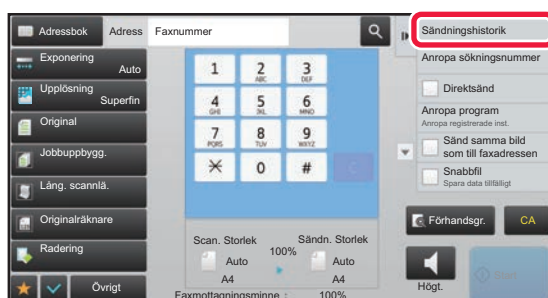 Adressbok
Adress
Faxnummer
Exponering
Auto
Upplösning
Superfin
Original
Jobbuppbygg.
Lång. scannlä.
Originalräknare
Radering
Övrigt
1
2
ABC
3
DEF
4
GHI
5
JKL
6
MNO
7
PQRS
8
TUV
9
WXYZ
0
#
C
Scan. Storlek
100%
Sändn. Storlek
Auto
A4
Auto
A4
Faxmottagningsminne :
100%
Sändningshistorik
Anropa sökningsnummer
Direktsänd
Anropa program
Anropa registrerade inst.
Sänd samma bild
som till faxadressen
Snabbfil
Spara data tillfälligt
Förhandsgr.
CA
Högt.
Start